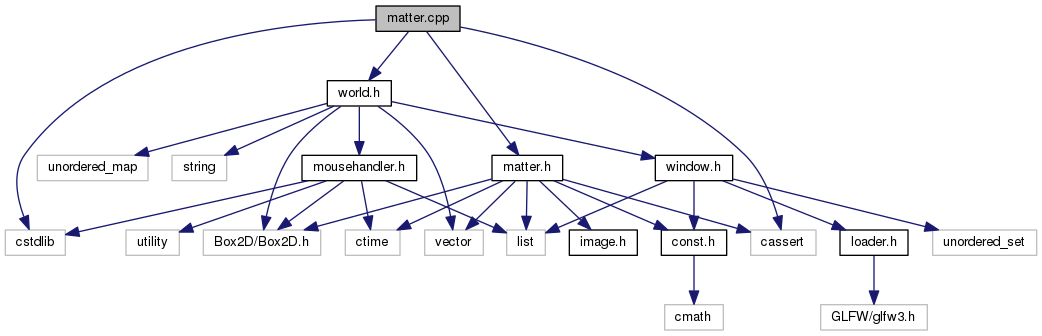 matter.cpp
world.h
unordered_map
string
mousehandler.h
matter.h
window.h
cstdlib
utility
Box2D/Box2D.h
ctime
vector
list
image.h
const.h
cassert
loader.h
unordered_set
cmath
GLFW/glfw3.h